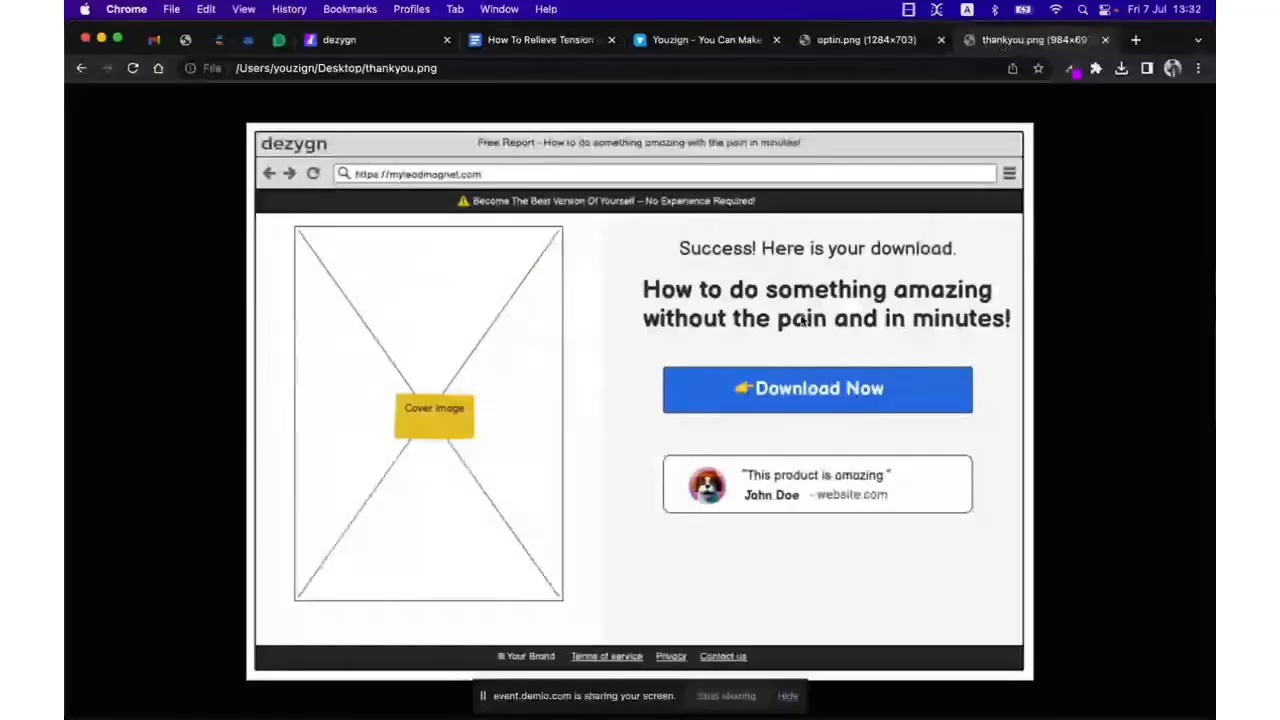 Chrome File Edit View History Bookmarks Profiles Tab Window Help A Fri 7 Jul 13:32
dezygn How To Relieve Tension Youzign - You Can Make optin.png (1284×703) thankyou.png (984×69
File /Users/youzign/Desktop/thankyou.png
dezygn Free Report - How to do something amazing with the pain in minutes!
https://myleadmagnet.com
Become The Best Version Of Yourself – No Experience Required!
Success! Here is your download.
How to do something amazing
without the pain and in minutes!
Download Now
Cover image
"This product is amazing"
John Doe - website.com
Your Brand Terms of service Privacy Contact us
event.demio.com is sharing your screen. Stop sharing Hide